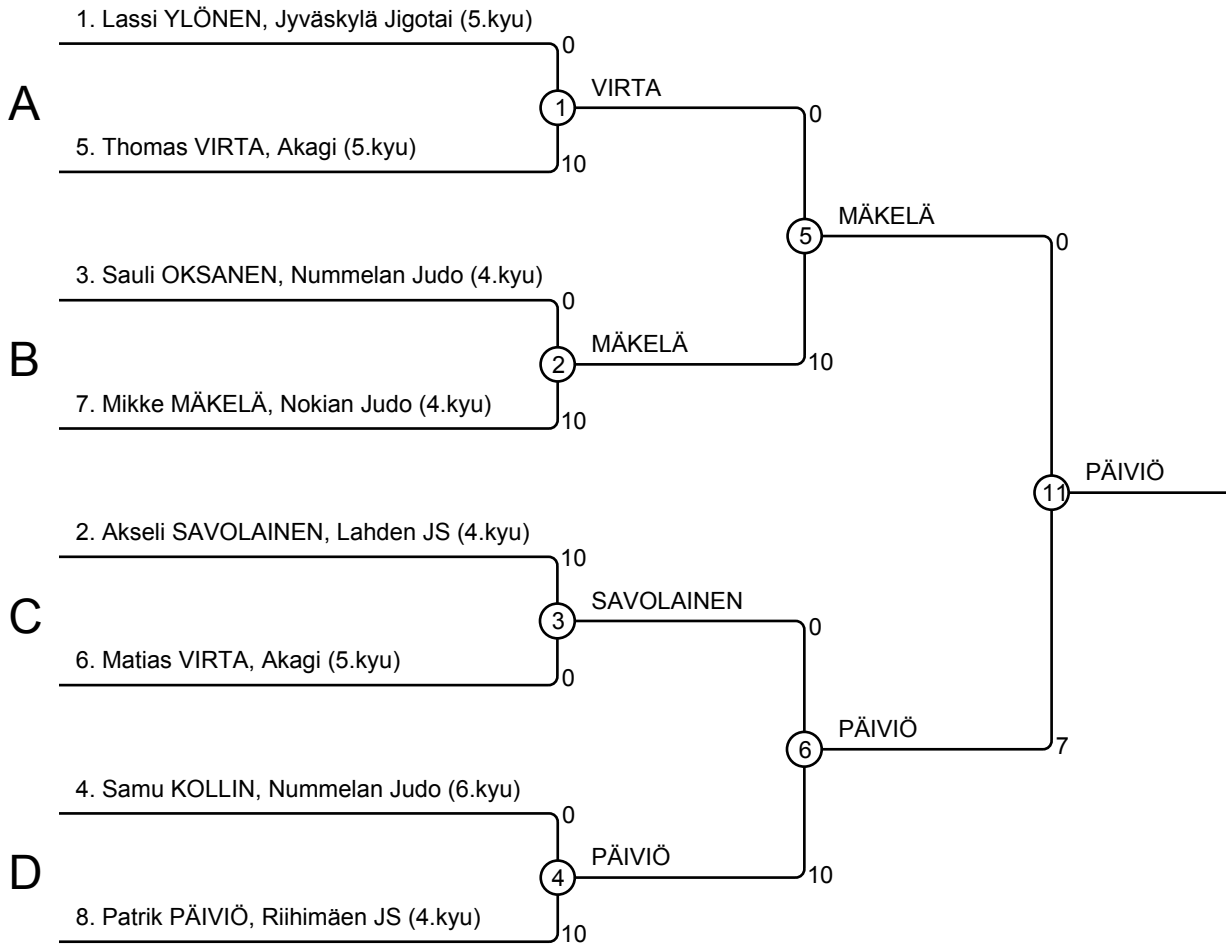 1. Lassi YLÖNEN, Jyväskylä Jigotai (5.kyu)
0
A
1
VIRTA
0
5. Thomas VIRTA, Akagi (5.kyu)
10
5
MÄKELÄ
0
3. Sauli OKSANEN, Nummelan Judo (4.kyu)
0
B
2
MÄKELÄ
10
7. Mikke MÄKELÄ, Nokian Judo (4.kyu)
10
11
PÄIVIÖ
2. Akseli SAVOLAINEN, Lahden JS (4.kyu)
10
C
3
SAVOLAINEN
0
6. Matias VIRTA, Akagi (5.kyu)
0
6
PÄIVIÖ
7
4. Samu KOLLIN, Nummelan Judo (6.kyu)
0
D
4
PÄIVIÖ
10
8. Patrik PÄIVIÖ, Riihimäen JS (4.kyu)
10